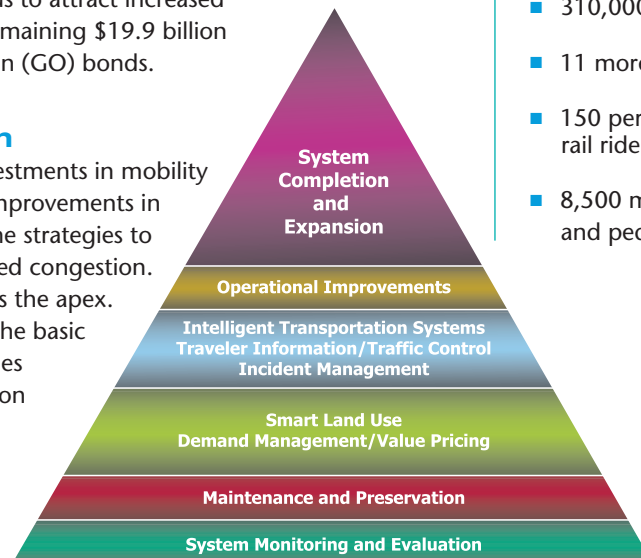 to attract increased
maining $19.9 billion
n (GO) bonds.
estments in mobility
mprovements in
ne strategies to
ed congestion.
s the apex.
he basic
es
on
System
Completion
and
Expansion
Operational Improvements
Intelligent Transportation Systems
Traveler Information/Traffic Control
Incident Management
Smart Land Use
Demand Management/Value Pricing
Maintenance and Preservation
System Monitoring and Evaluation
310,000
11 more
150 per
rail ride
8,500 m
and ped